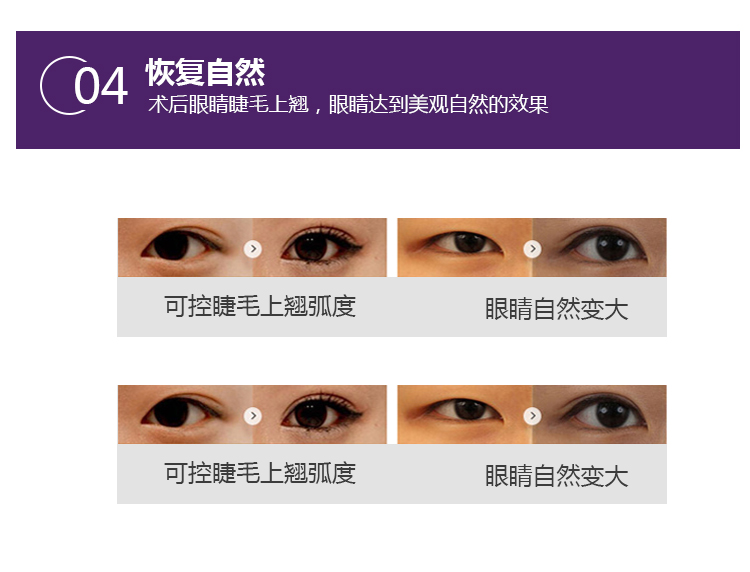 04
恢复自然
术后眼睛睫毛上翘，眼睛达到美观自然的效果
可控睫毛上翘弧度 眼睛自然变大
可控睫毛上翘弧度 眼睛自然变大